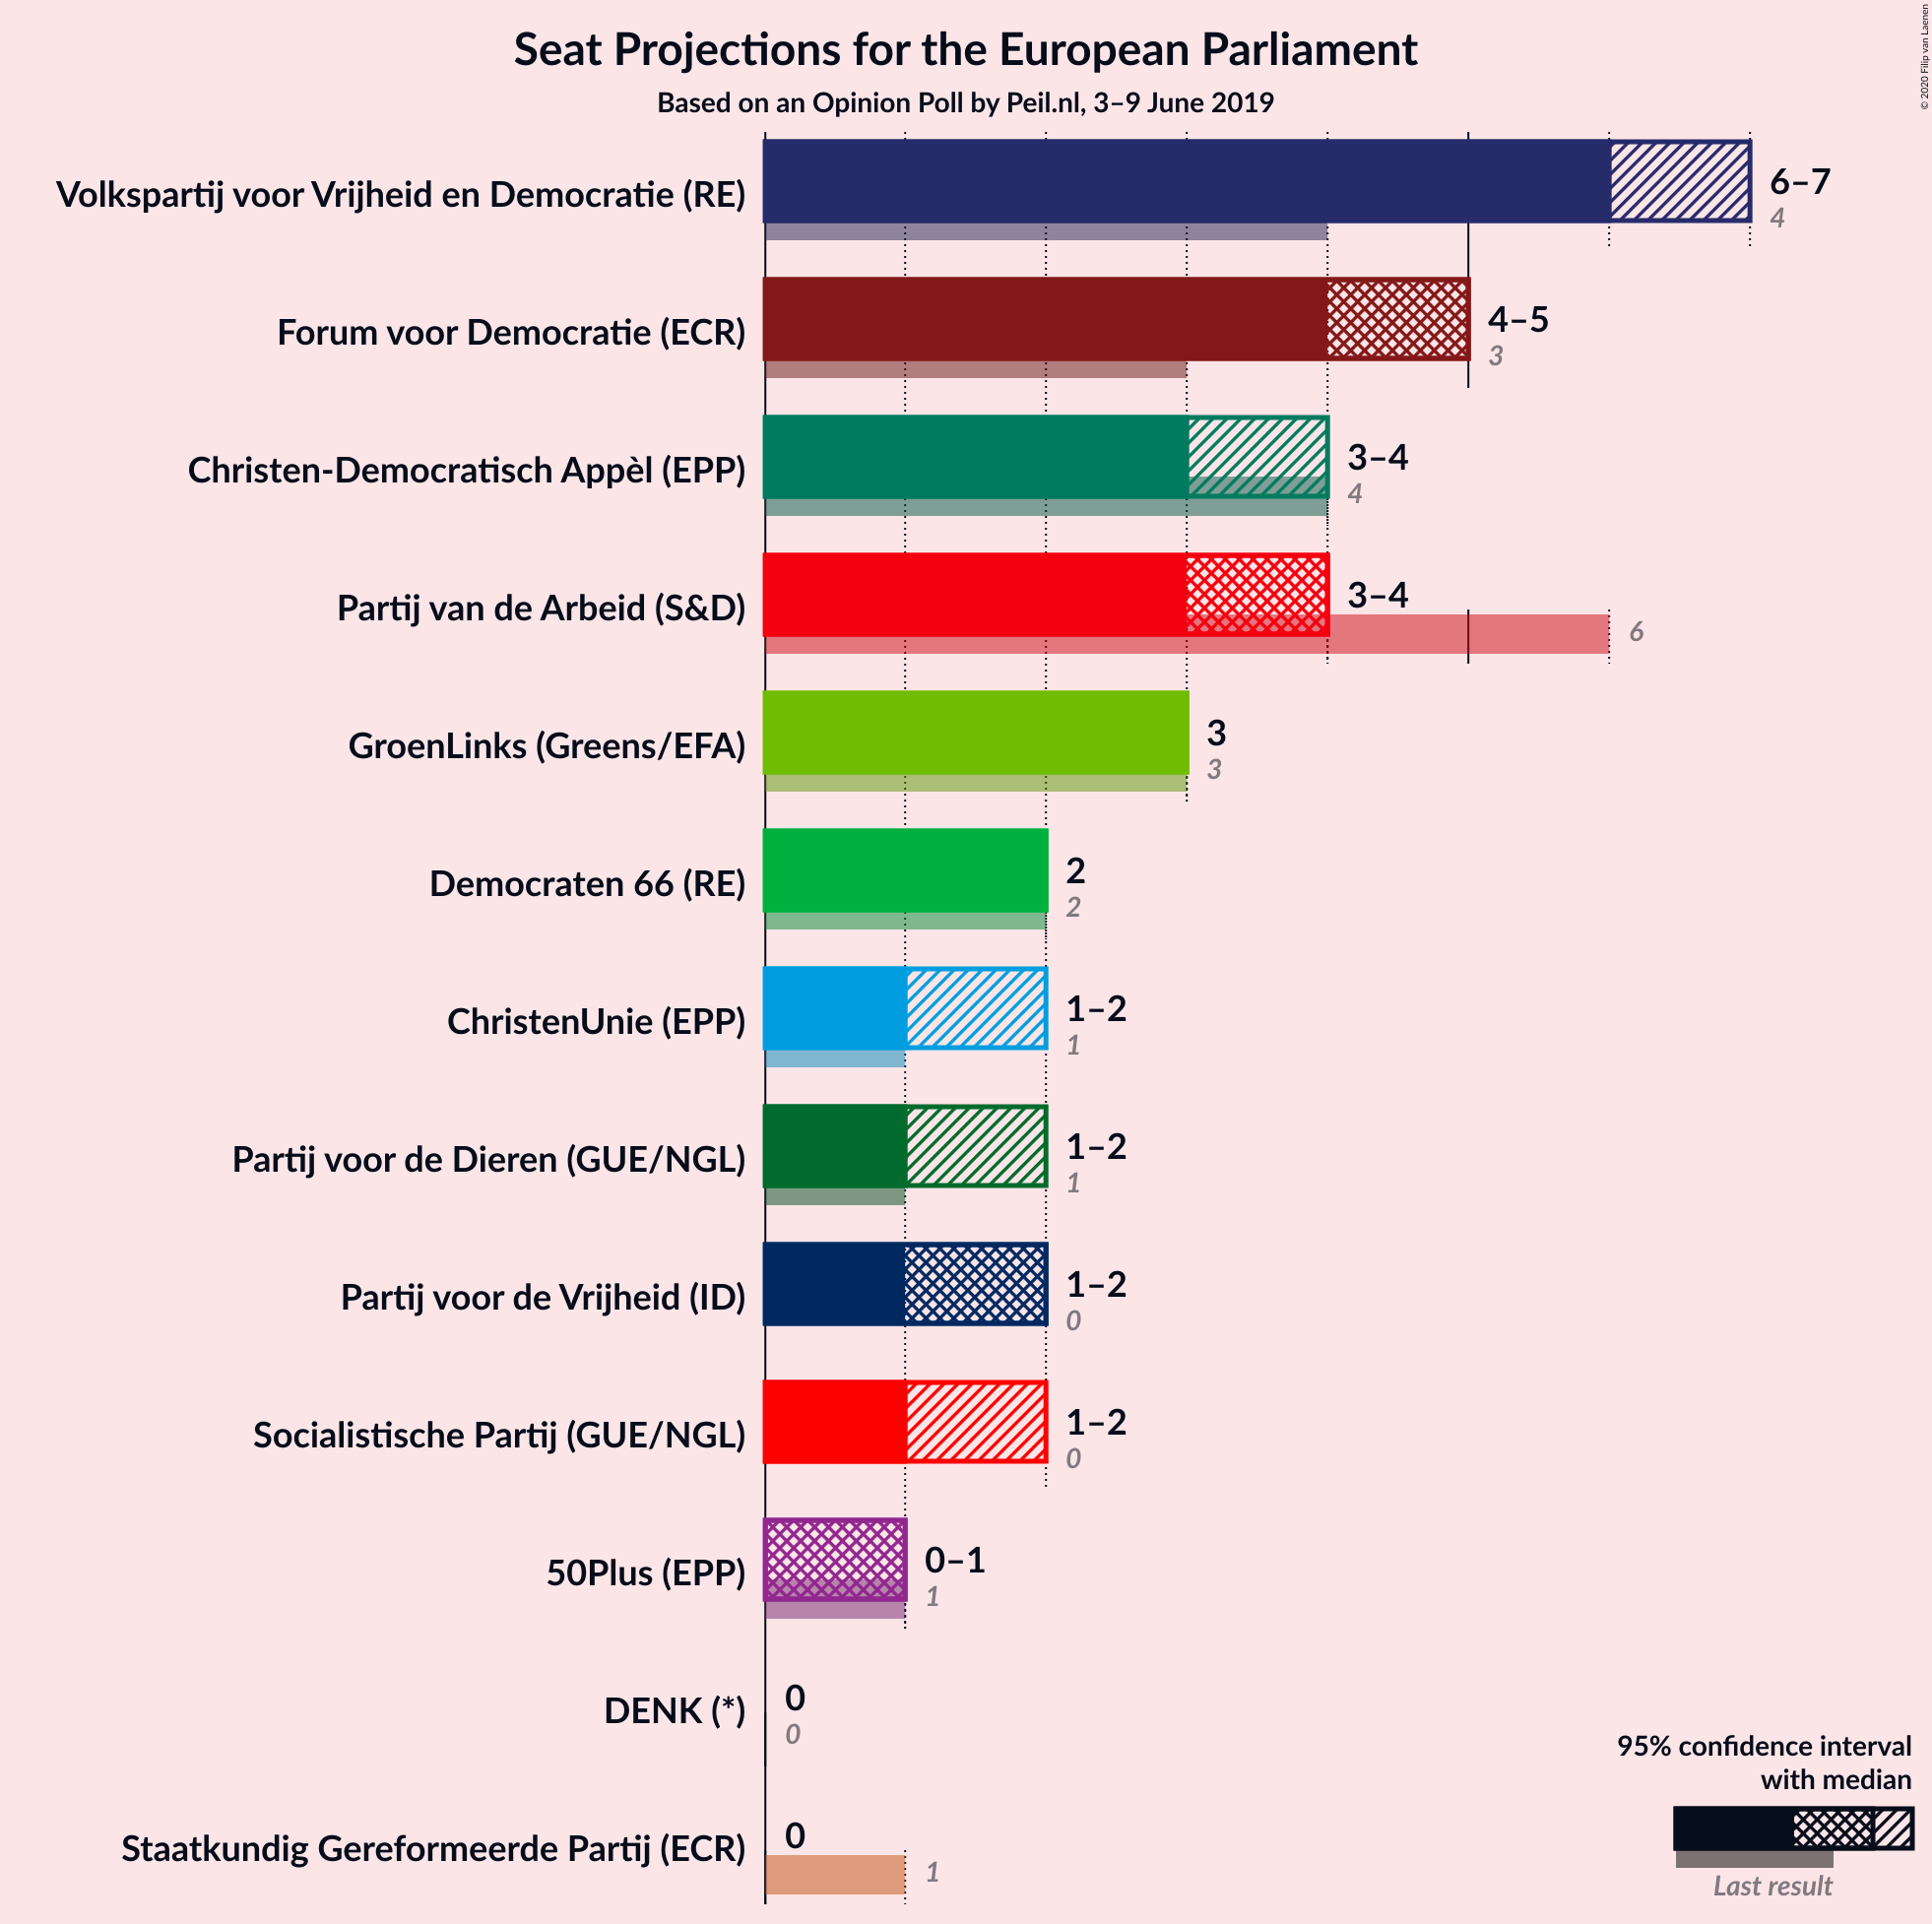 Seat Projections for the European Parliament
Based on an Opinion Poll by Peil.nl, 3–9 June 2019
© 2020 Filip van Laenen
Volkspartij voor Vrijheid en Democratie (RE)
6–7
4
Forum voor Democratie (ECR)
4–5
3
Christen-Democratisch Appèl (EPP)
3–4
4
Partij van de Arbeid (S&D)
3–4
6
GroenLinks (Greens/EFA)
3
3
Democraten 66 (RE)
2
2
ChristenUnie (EPP)
1–2
1
Partij voor de Dieren (GUE/NGL)
1–2
1
Partij voor de Vrijheid (ID)
1–2
0
Socialistische Partij (GUE/NGL)
1–2
0
50Plus (EPP)
0–1
1
DENK (*)
0
0
Staatkundig Gereformeerde Partij (ECR)
0
1
95% confidence interval
with median
Last result